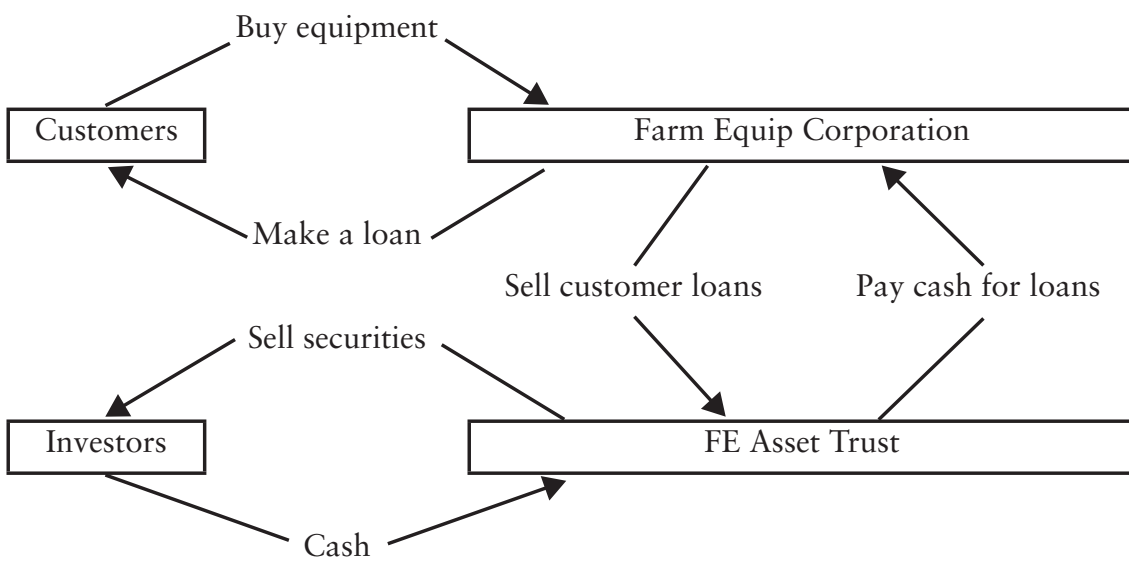 Buy equipment
Customers
Farm Equip Corporation
Make a loan
Sell customer loans
Pay cash for loans
Sell securities
Investors
FE Asset Trust
Cash